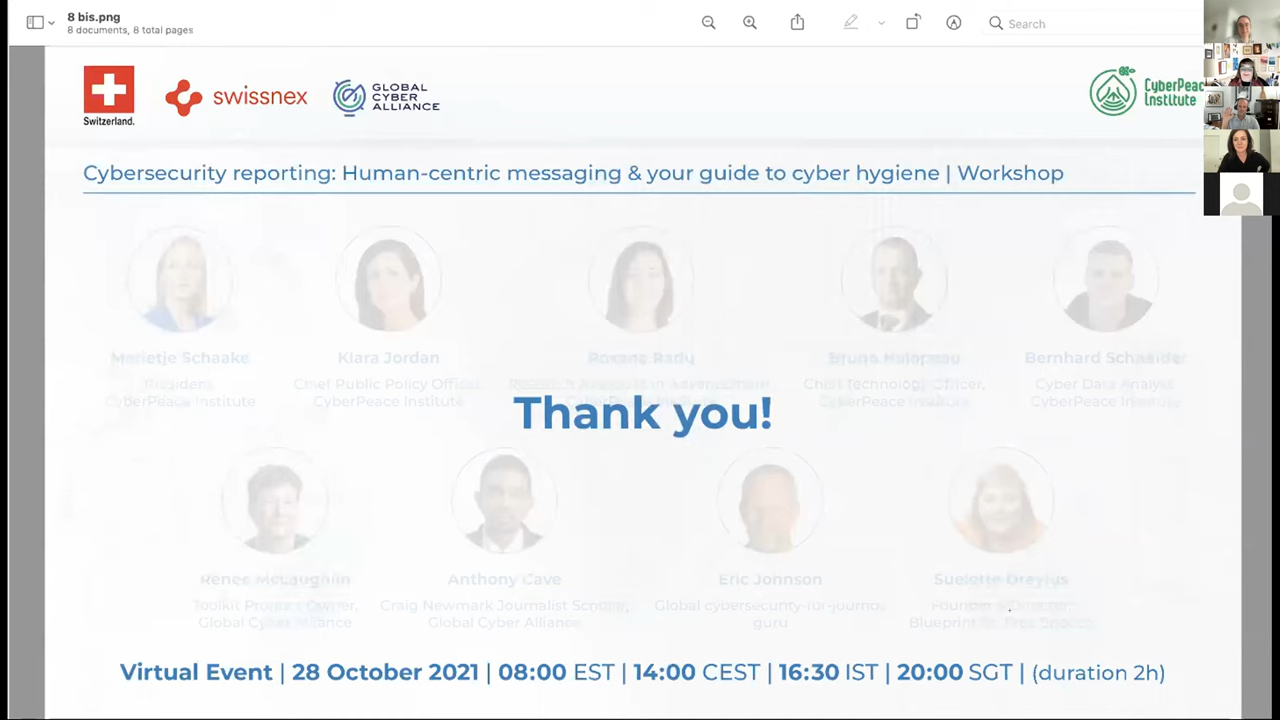 8 bis.png
8 documents, 8 total pages
Search
Switzerland.
swissnex
GLOBAL
CYBER
ALLIANCE
CyberPeace
Institute
Cybersecurity reporting: Human-centric messaging & your guide to cyber hygiene | Workshop
Marietje Schaake
Klara Jordan
Bernhard Schneider
President
Chief Public Policy Officer
Chief Technology Officer,
Cyber Data Analyst
CyberPeace Institute
CyberPeace Institute
CyberPeace Institute
CyberPeace Institute
CyberPeace Institute
Thank you!
Renee McLaughlin
Anthony Cave
Eric Johnson
Suelette Dreyfus
Toolkit Product Owner,
Craig Newmark Journalist Scholar,
Global cybersecurity-for-journos
Founder & Director,
Global Cyber Alliance
Global Cyber Alliance
guru
Virtual Event | 28 October 2021 | 08:00 EST | 14:00 CEST | 16:30 IST | 20:00 SGT | (duration 2h)